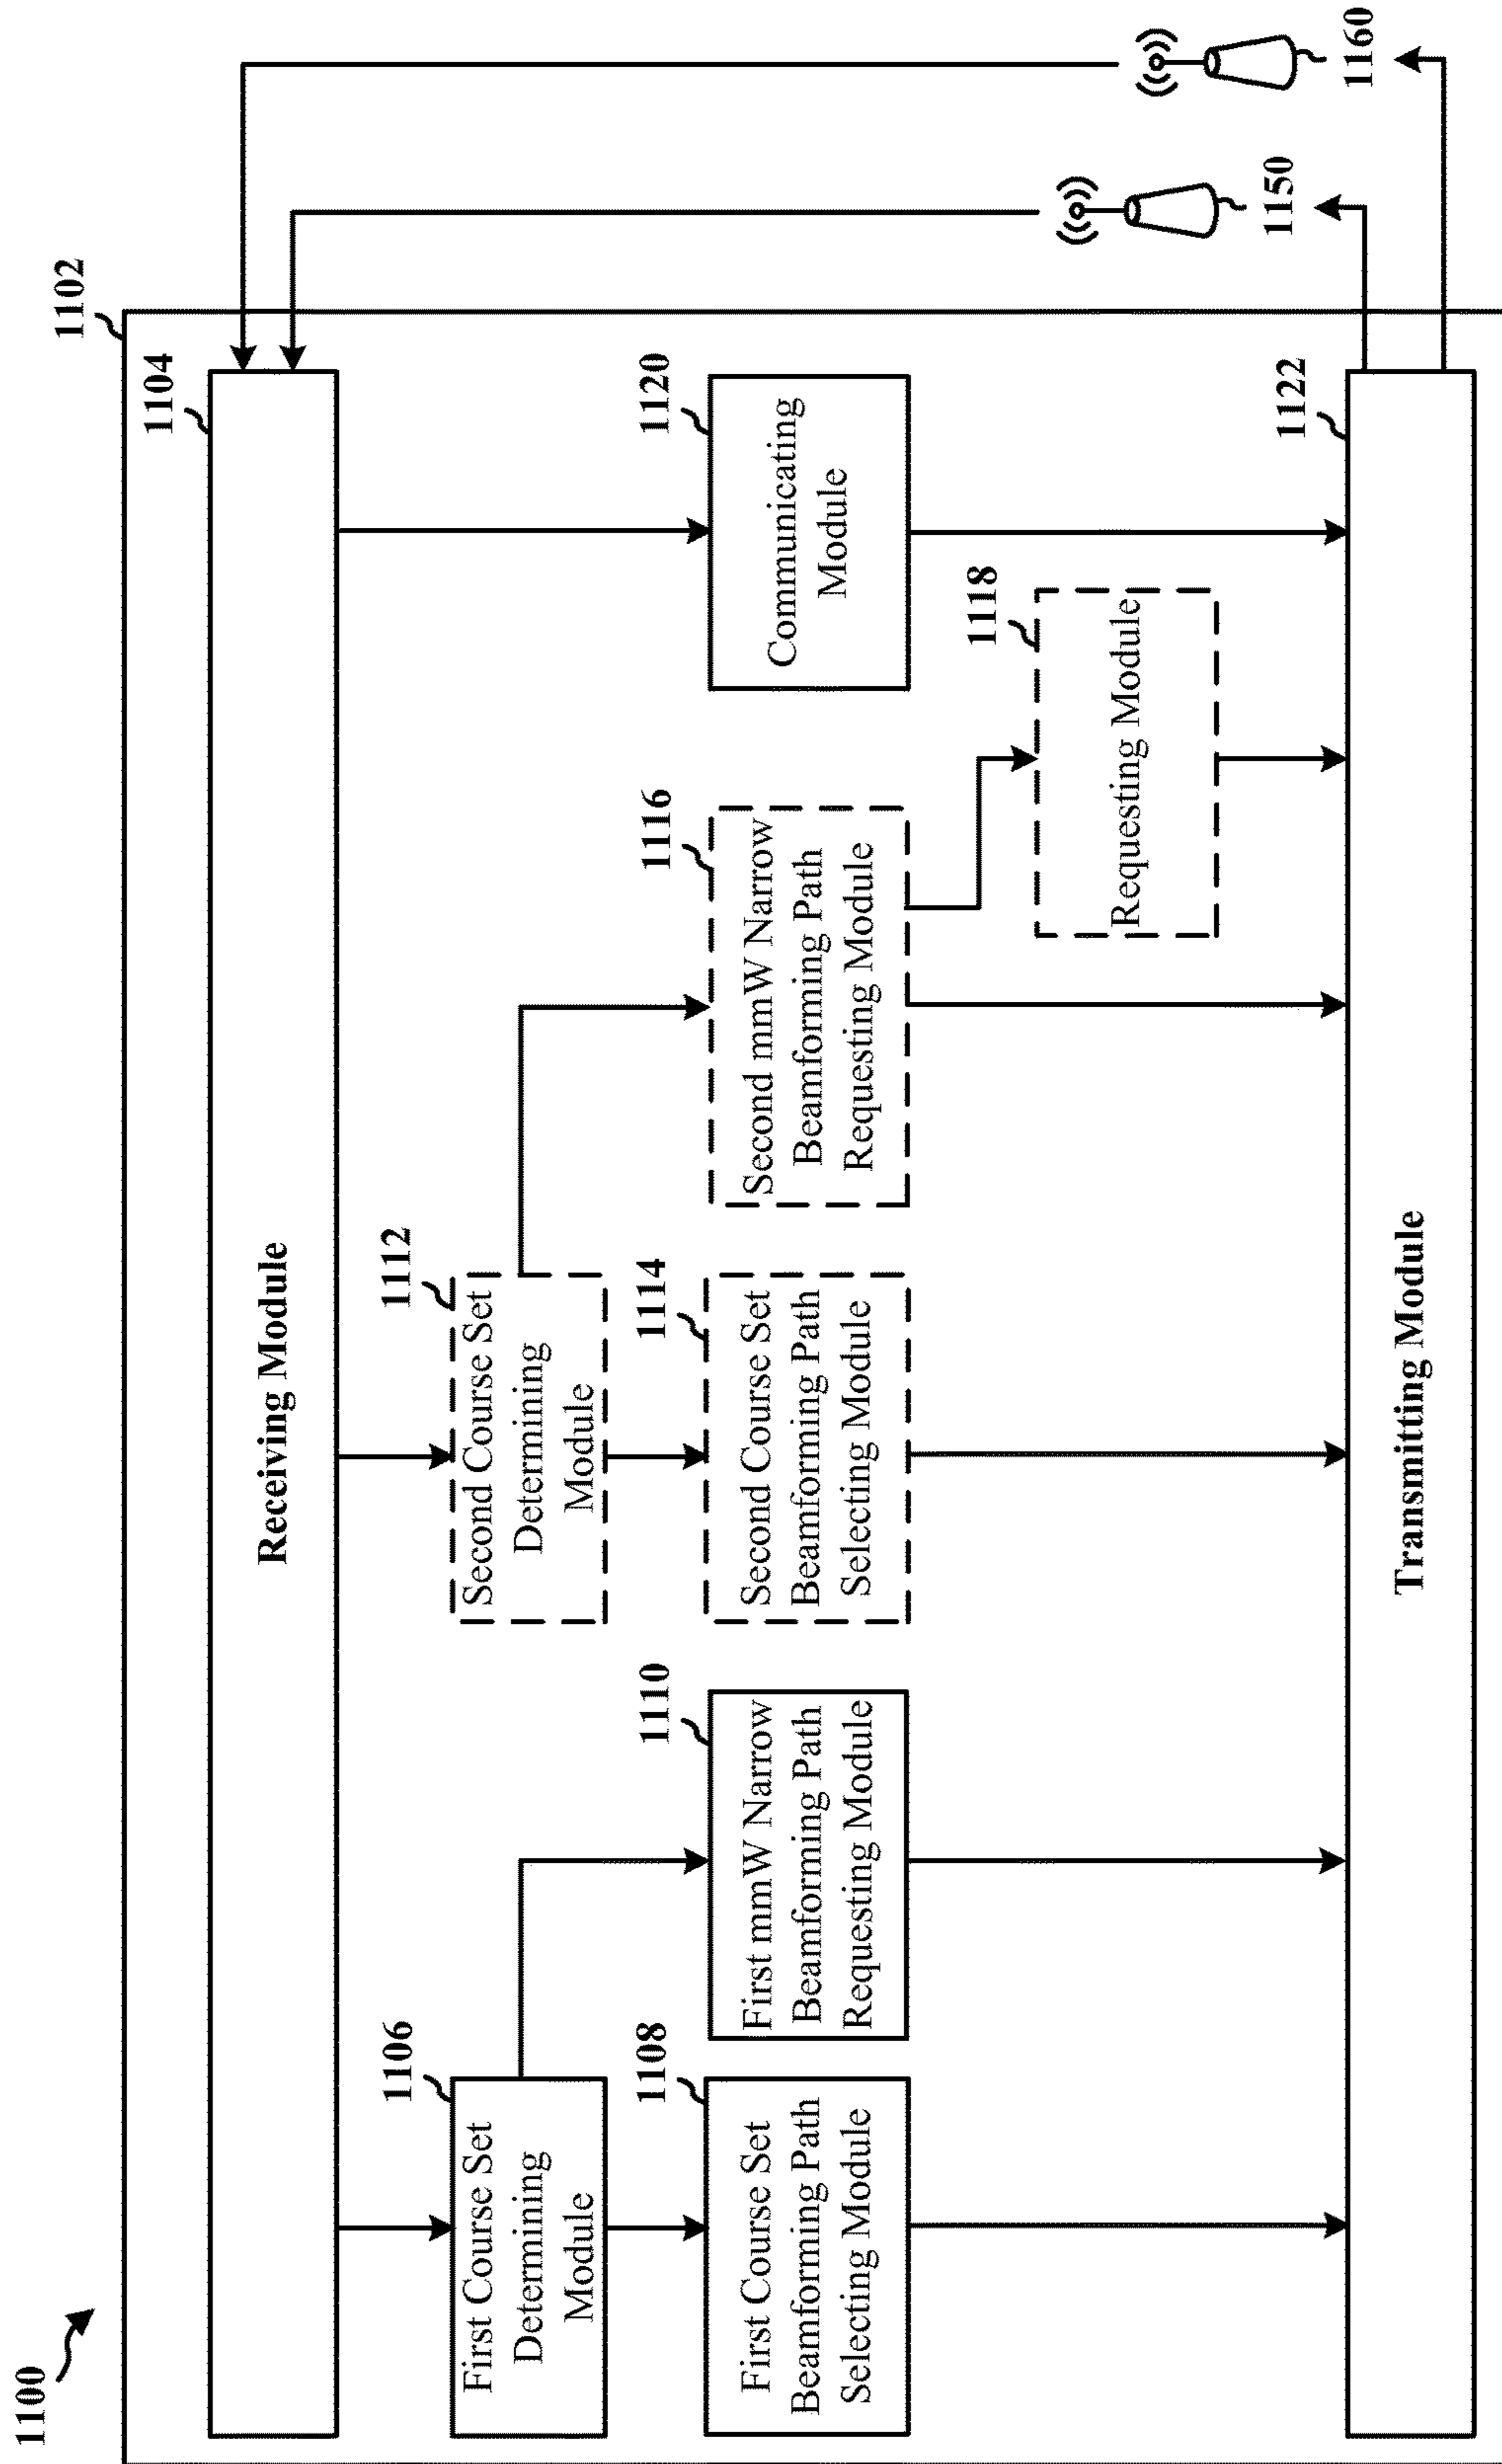 1100
1102
1104
Receiving Module
1106
First Course Set
Determining
Module
1112
Second Course Set
Determining
Module
1108
First Course Set
Beamforming Path
Selecting Module
1110
First mmW Narrow
Beamforming Path
Requesting Module
1114
Second Course Set
Beamforming Path
Selecting Module
1116
Second mmW Narrow
Beamforming Path
Requesting Module
1120
Communicating
Module
1118
Requesting Module
1122
Transmitting Module
1150
1160